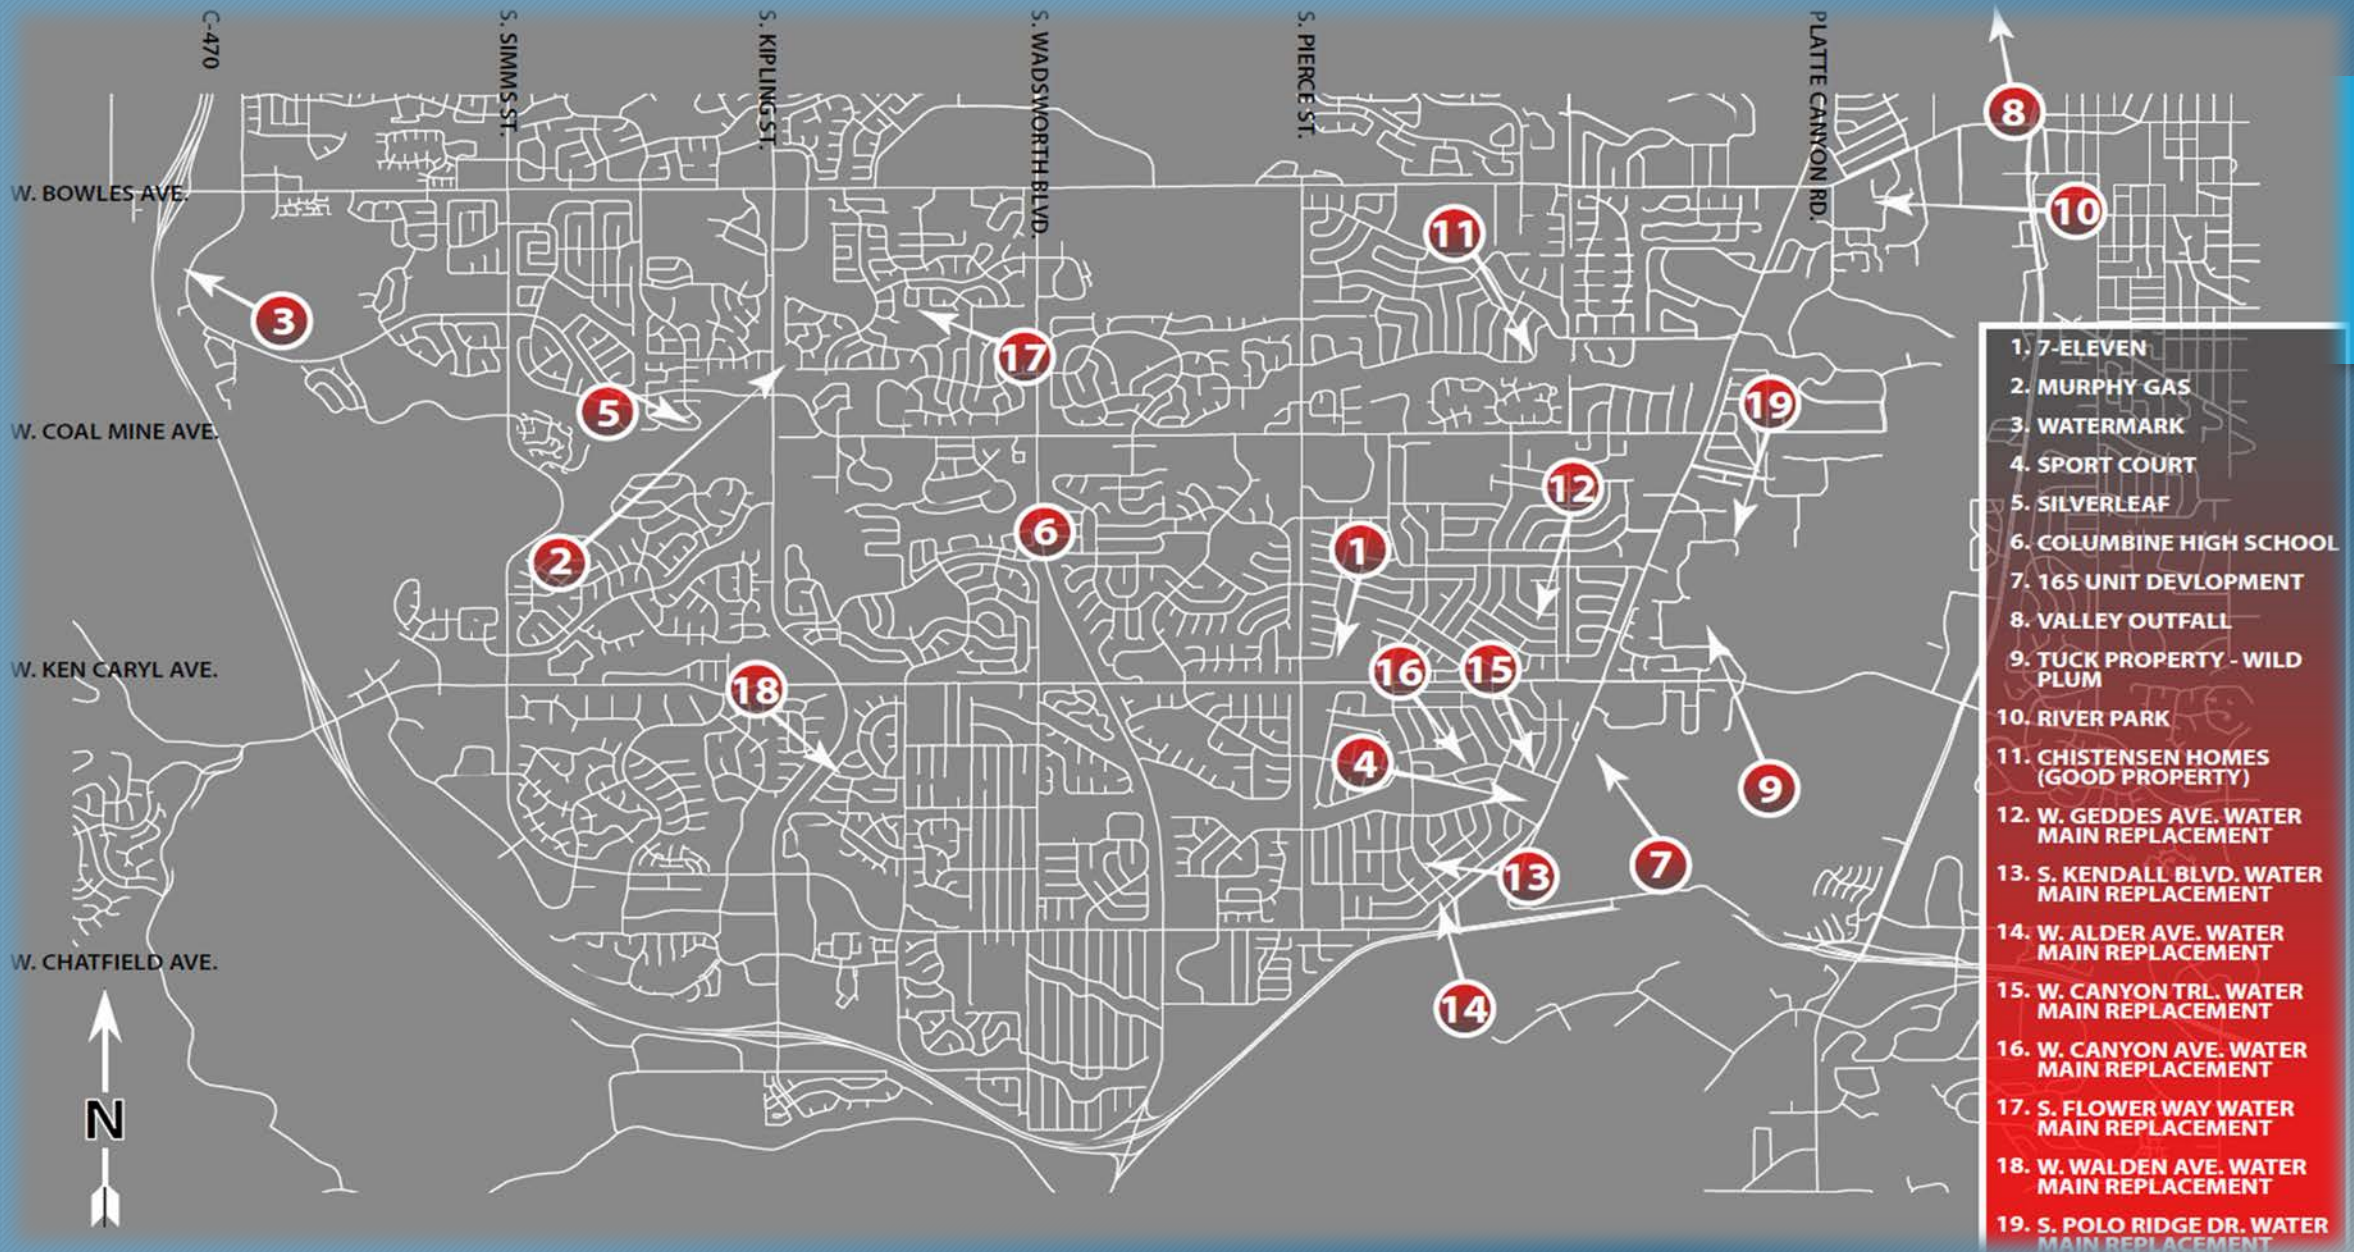 C-470
S. SIMMS ST.
S. KIPLING ST.
S. WADSWORTH BLVD.
S. PIERCE ST.
PLATTE CANYON RD.
8
W. BOWLES AVE.
10
11
3
17
5
19
W. COAL MINE AVE.
12
6
1
2
W. KEN CARYL AVE.
16
15
18
4
9
7
13
W. CHATFIELD AVE.
14
N
1. 7-ELEVEN
2. MURPHY GAS
3. WATERMARK
4. SPORT COURT
5. SILVERLEAF
6. COLUMBINE HIGH SCHOOL
7. 165 UNIT DEVLOPMENT
8. VALLEY OUTFALL
9. TUCK PROPERTY - WILD
PLUM
10. RIVER PARK
11. CHISTENSEN HOMES
(GOOD PROPERTY)
12. W. GEDDES AVE. WATER
MAIN REPLACEMENT
13. S. KENDALL BLVD. WATER
MAIN REPLACEMENT
14. W. ALDER AVE. WATER
MAIN REPLACEMENT
15. W. CANYON TRL. WATER
MAIN REPLACEMENT
16. W. CANYON AVE. WATER
MAIN REPLACEMENT
17. S. FLOWER WAY WATER
MAIN REPLACEMENT
18. W. WALDEN AVE. WATER
MAIN REPLACEMENT
19. S. POLO RIDGE DR. WATER
MAIN REPLACEMENT